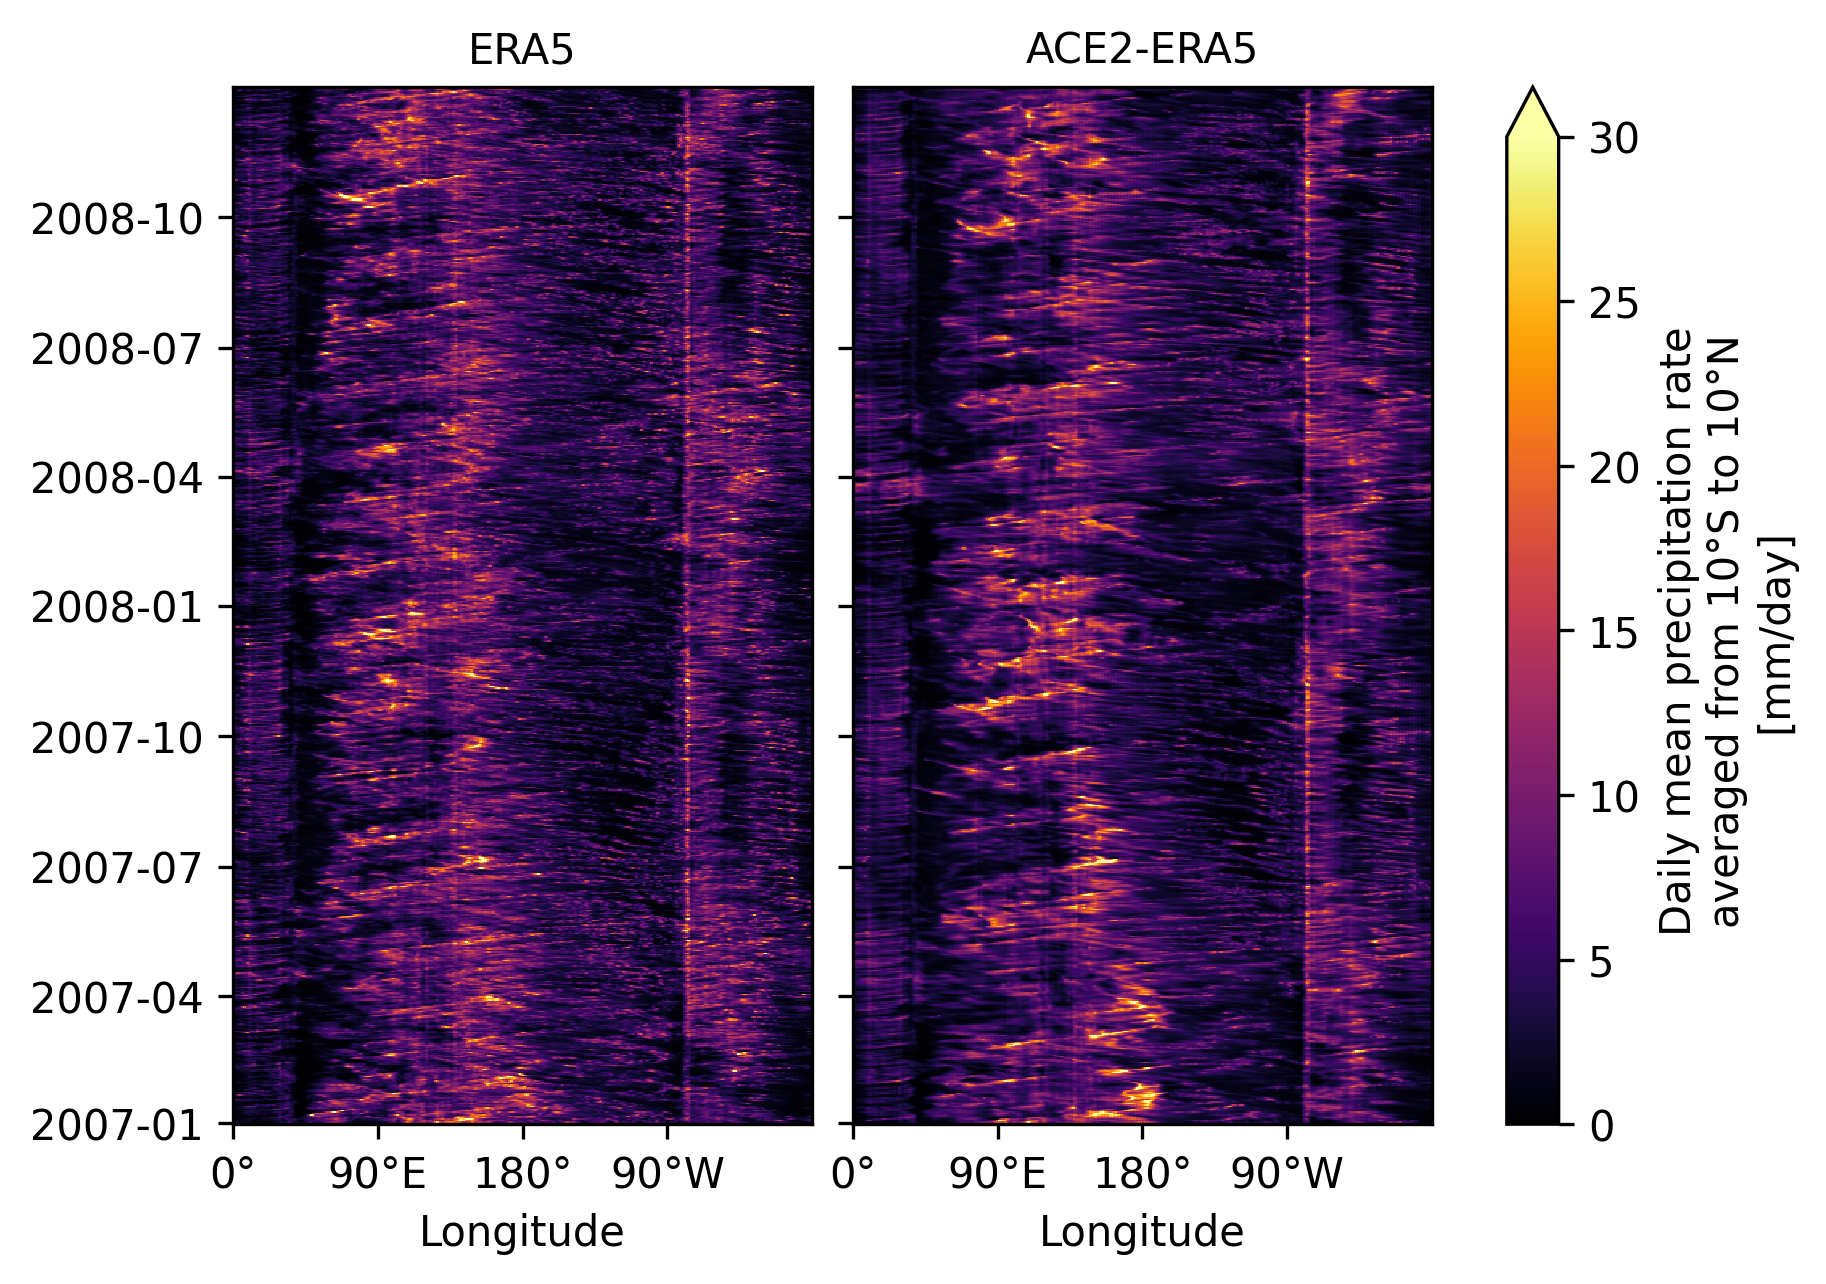 ERA5
ACE2-ERA5
2008-10
2008-07
2008-04
2008-01
2007-10
2007-07
2007-04
2007-01
0°
90°E
180°
90°W
Longitude
0°
90°E
180°
90°W
Longitude
30
25
20
15
10
5
0
Daily mean precipitation rate
averaged from 10°S to 10°N
[mm/day]